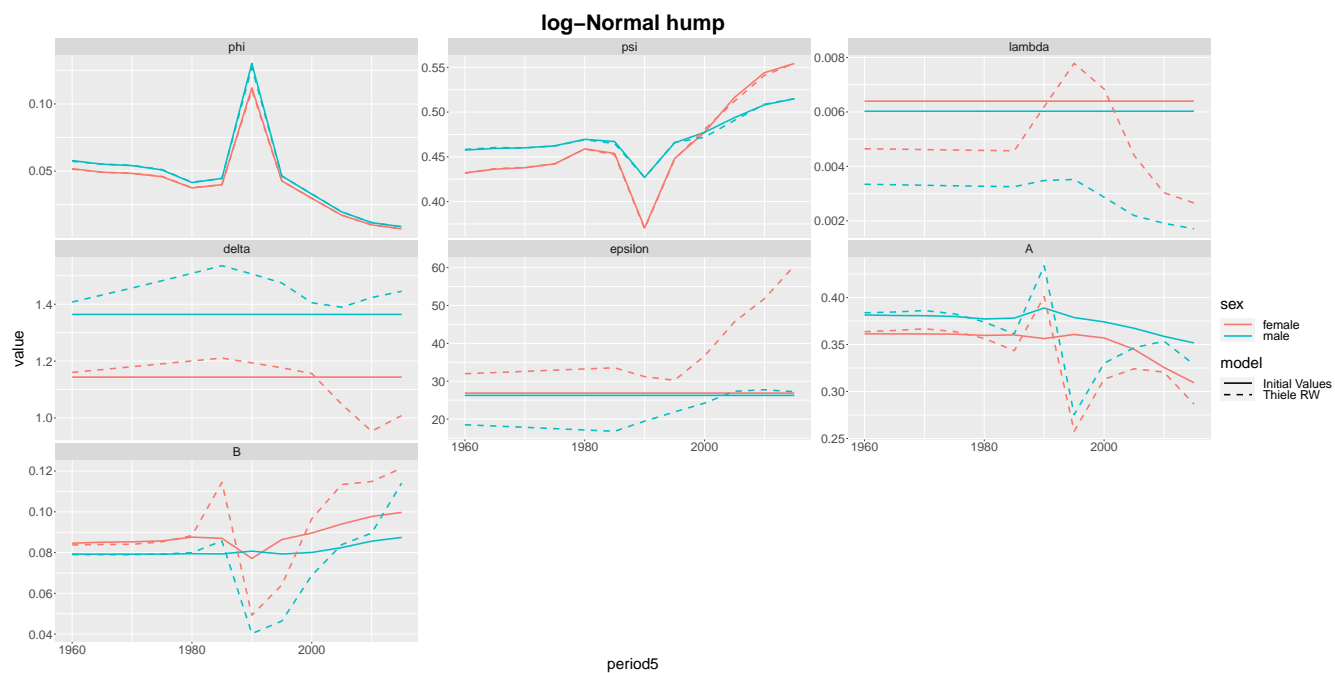 log−Normal hump
phi
psi
lambda
0.10
0.05
0.55
0.50
0.45
0.40
0.008
0.006
0.004
0.002
delta
epsilon
A
value
1.4
1.2
1.0
60
50
40
30
20
0.40
0.35
0.30
0.25
1960
1980
2000
1960
1980
2000
sex
female
male
model
Initial Values
Thiele RW
B
0.12
0.10
0.08
0.06
0.04
1960
1980
2000
period5